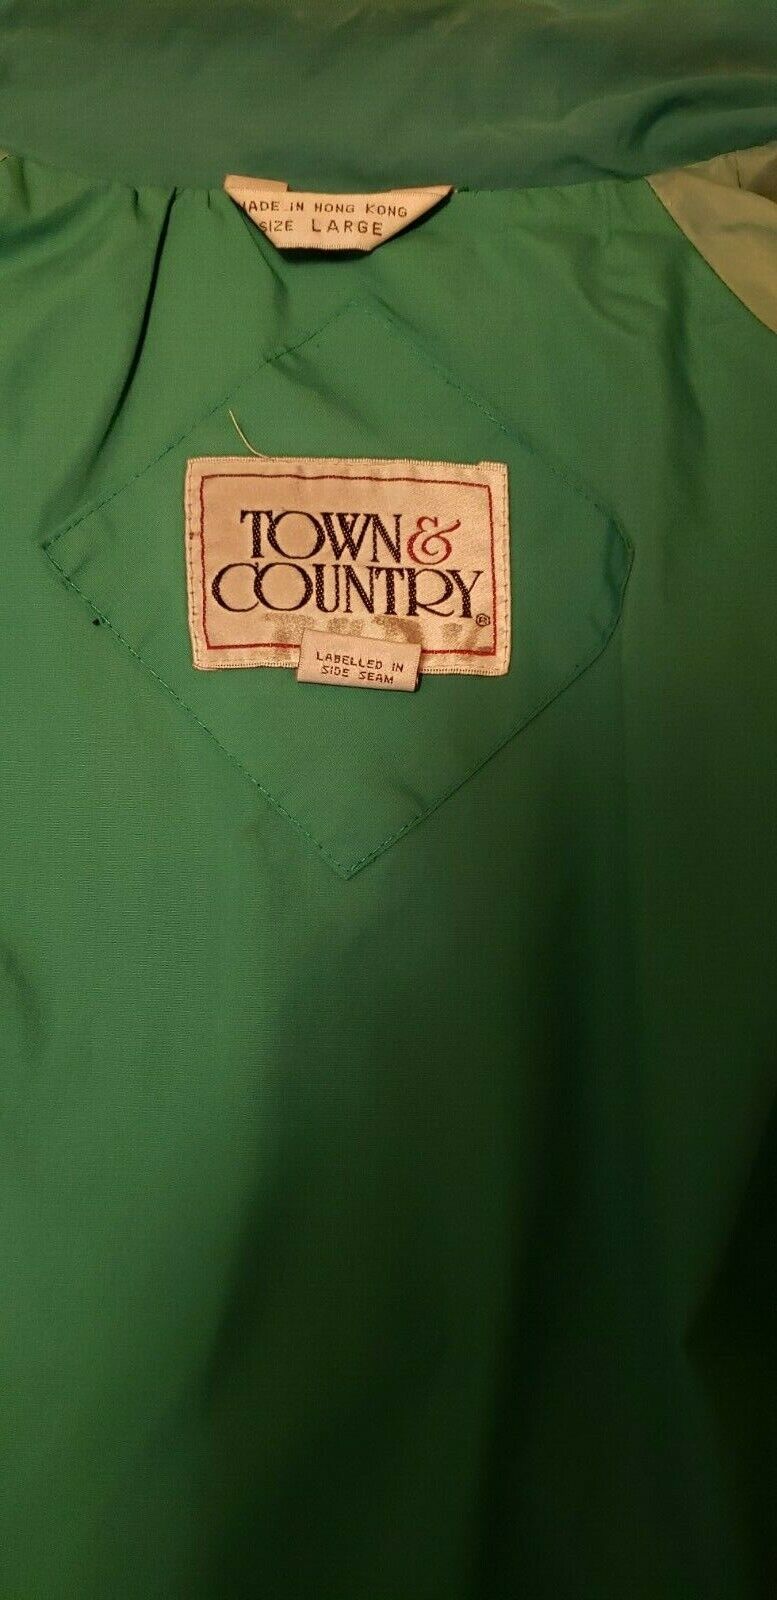 MADE IN HONG KONG
SIZE LARGE
TOWN &
COUNTRY®
LABELLED IN
SIDE SEAM